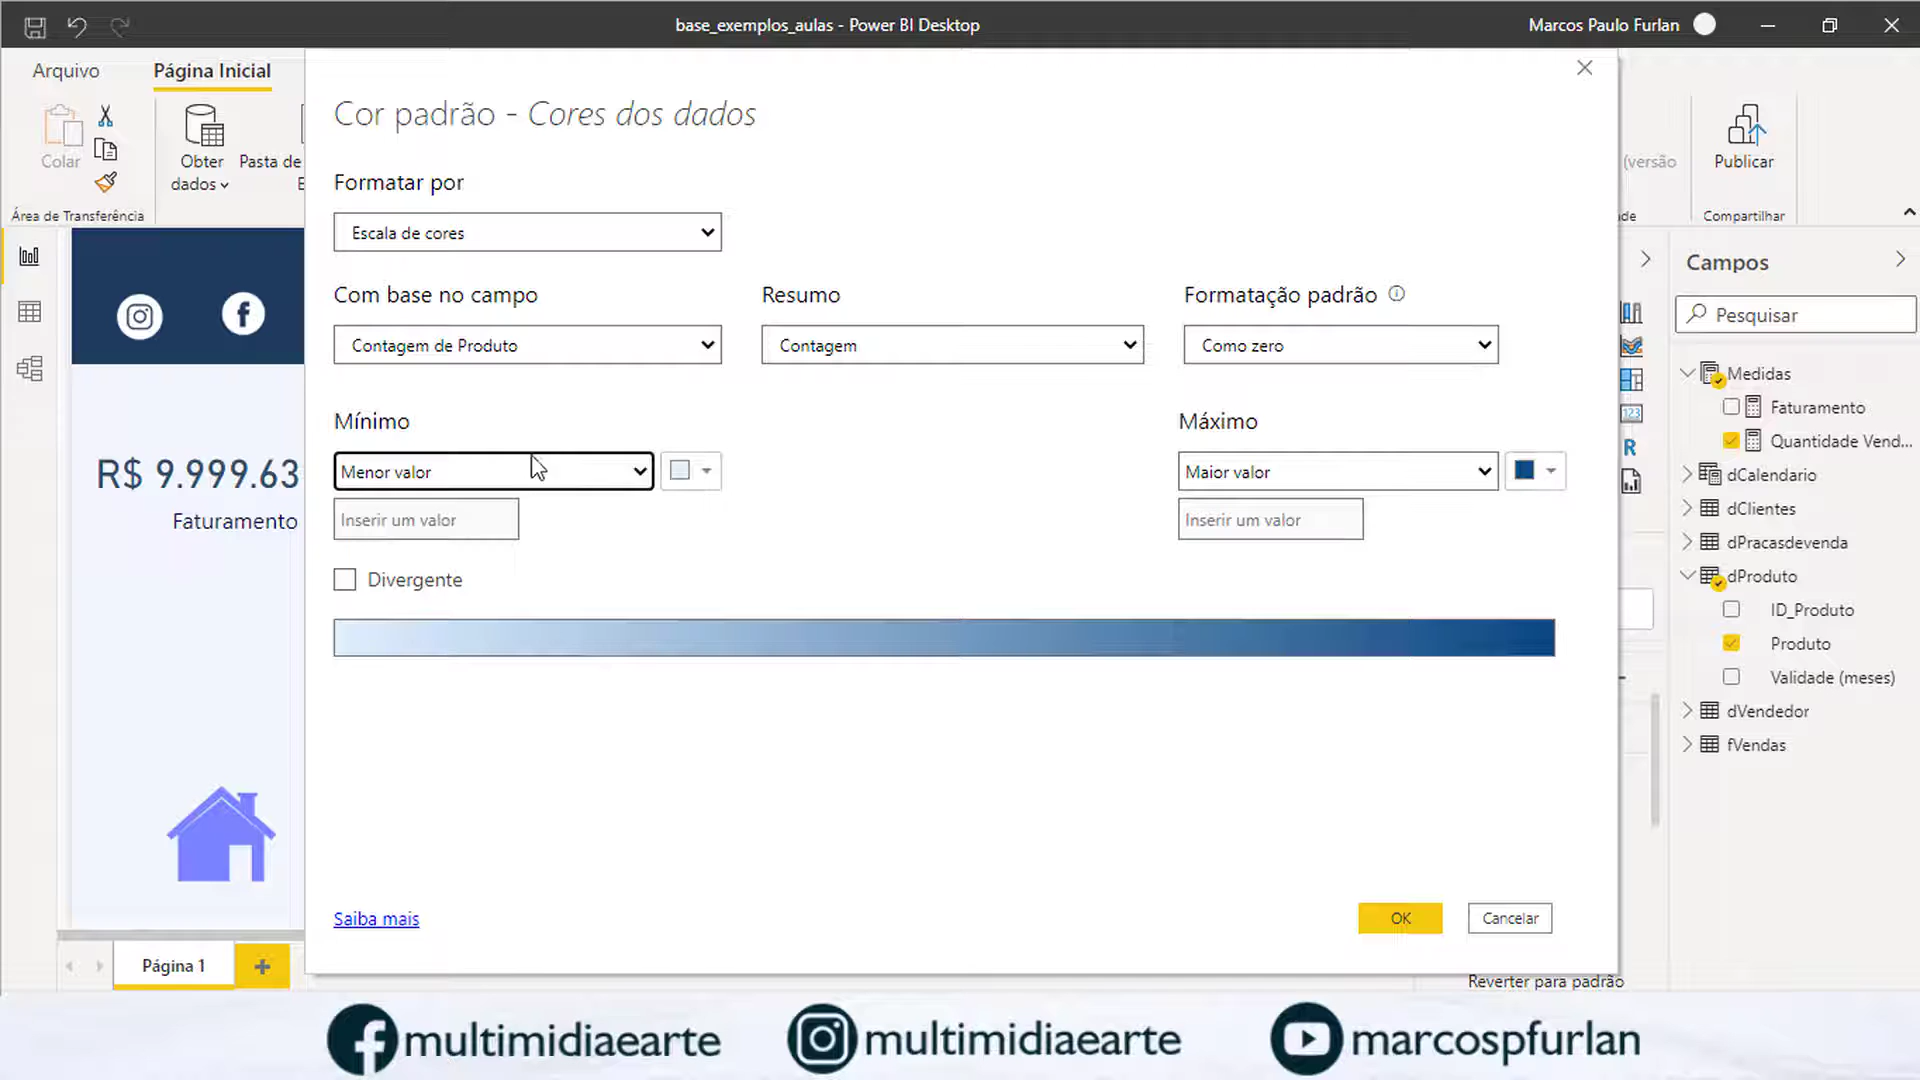 base_exemplos_aulas - Power BI Desktop
Marcos Paulo Furlan
Arquivo
Página Inicial
Colar
Obter
dados
Pasta de
E
Área de Transferência
(versão
Publicar
de
Compartilhar
Cor padrão - Cores dos dados
Formatar por
Escala de cores
Com base no campo
Resumo
Formatação padrão
Contagem de Produto
Contagem
Como zero
Mínimo
Máximo
Menor valor
Maior valor
Inserir um valor
Inserir um valor
Divergente
Saiba mais
OK
Cancelar
R$ 9.999.63
Faturamento
Campos
Pesquisar
Medidas
Faturamento
Quantidade Vend...
dCalendario
dClientes
dPracasdevenda
dProduto
ID_Produto
Produto
Validade (meses)
dVendedor
fVendas
123
R
Página 1
+
Reverter para padrão
multimidiaearte
multimidiaearte
marcospfurlan